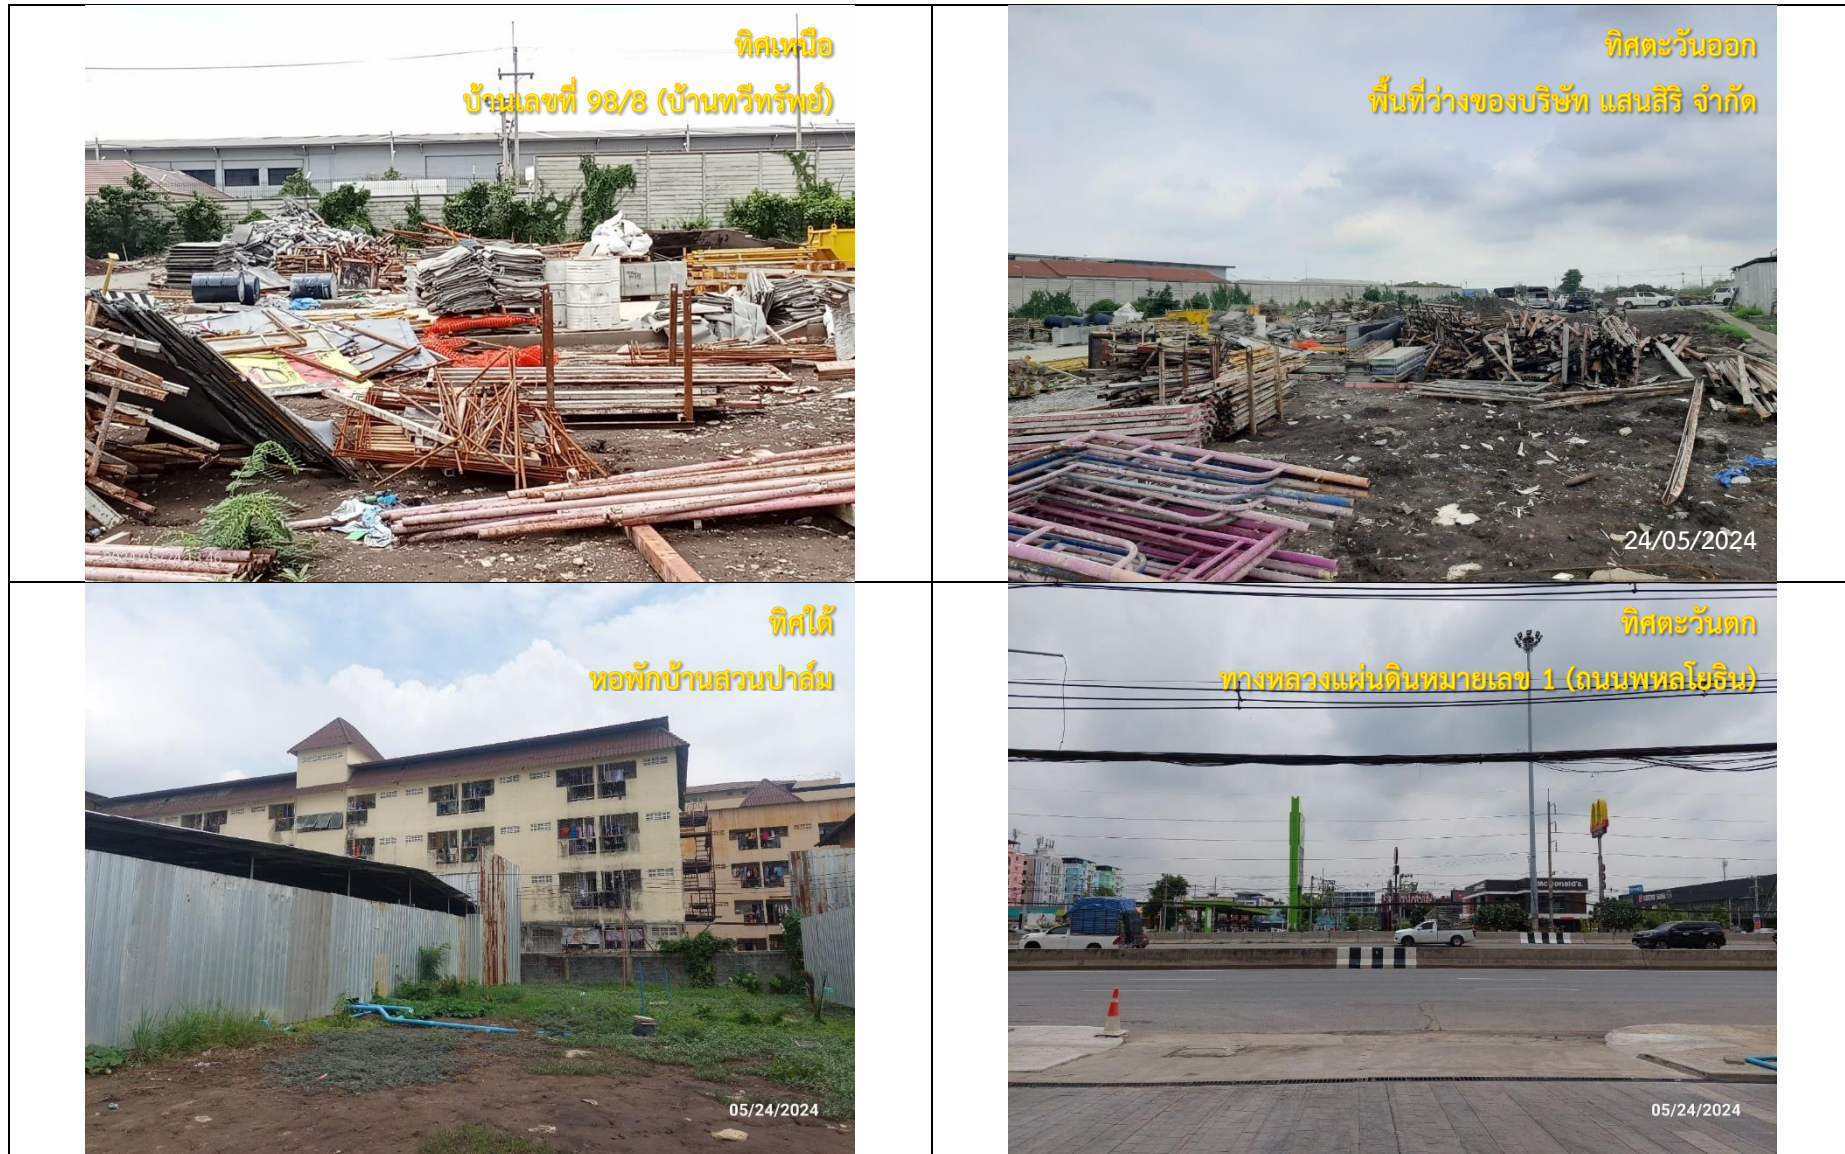 ทิศเหนือ
บ้านเลขที่ 98/8 (บ้านทวีทรัพย์)
2024/05/24 13:46
ทิศตะวันออก
พื้นที่ว่างของบริษัท แสนสิริ จำกัด
24/05/2024
ทิศใต้
หอพักบ้านสวนปาล์ม
05/24/2024
ทิศตะวันตก
ทางหลวงแผ่นดินหมายเลข 1 (ถนนพหลโยธิน)
McDonald's
05/24/2024